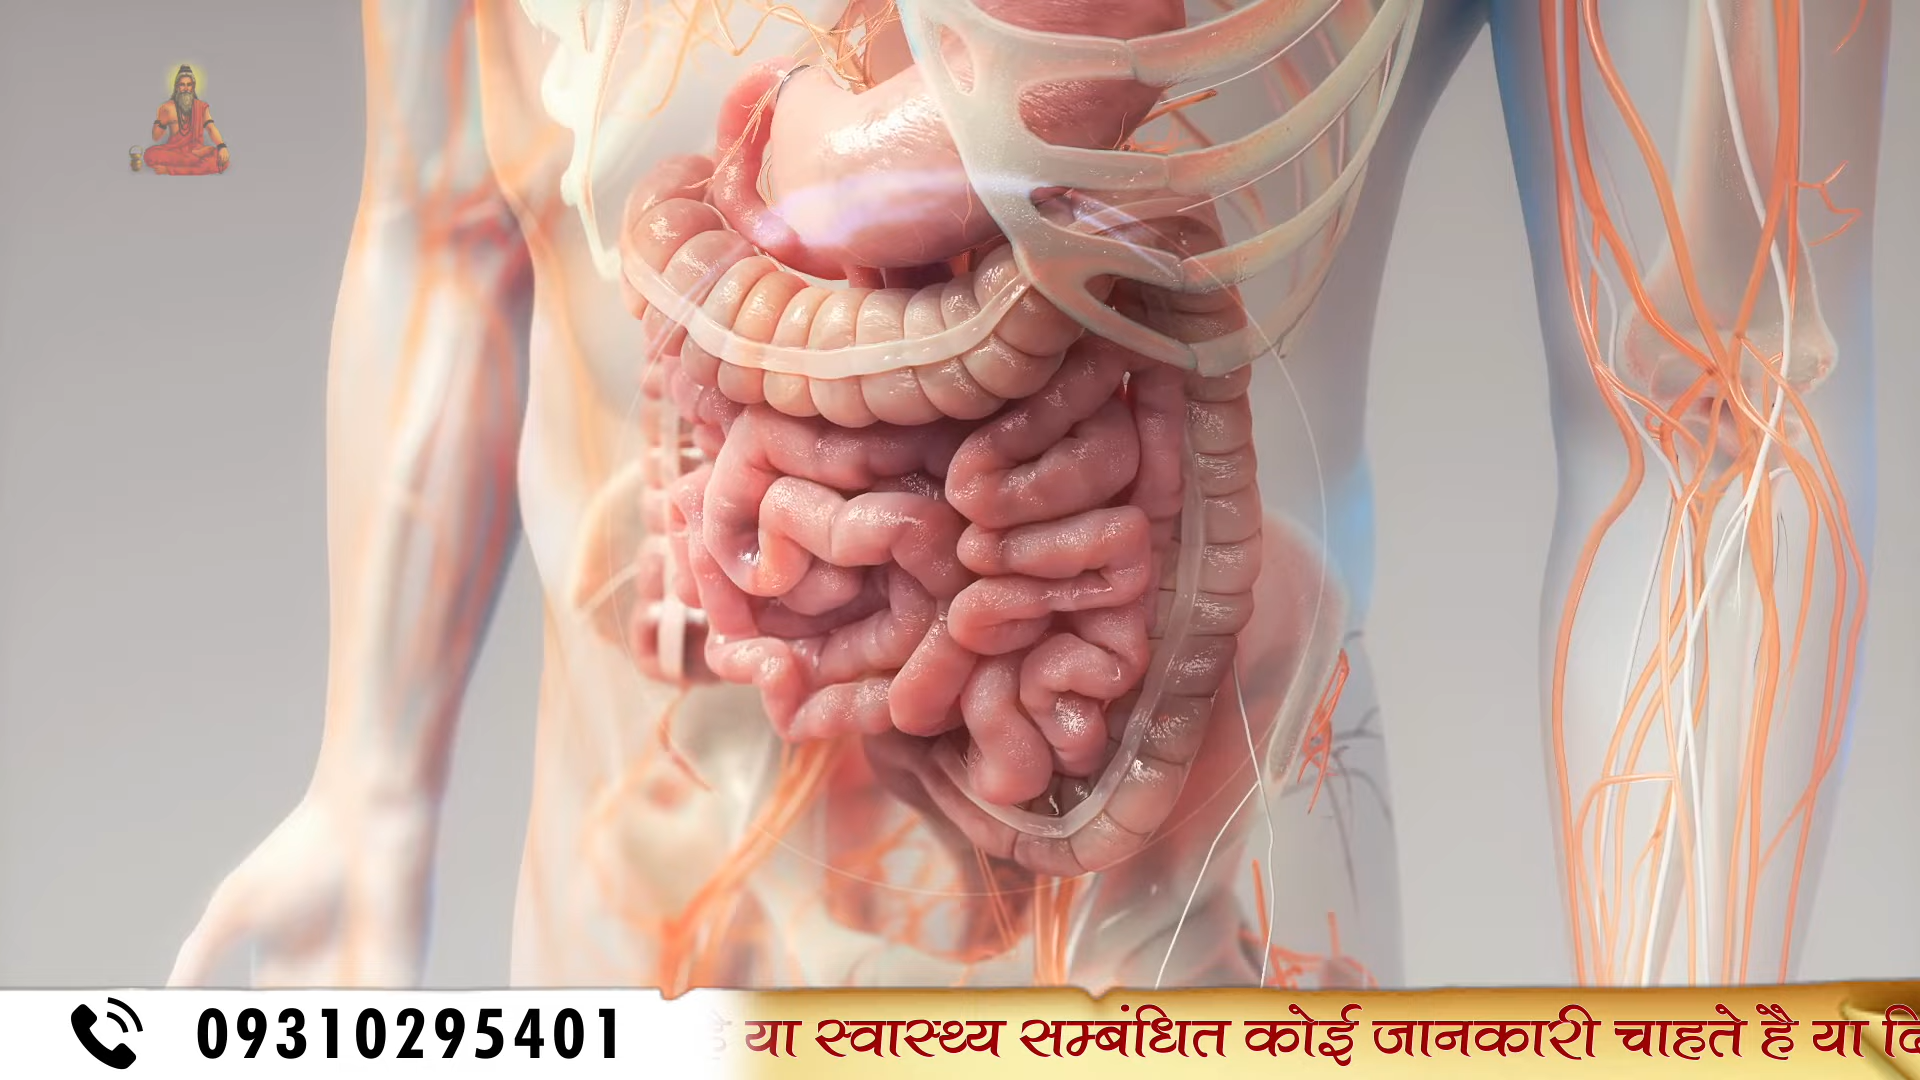 09310295401 या स्वास्थ्य सम्बंधित कोई जानकारी चाहते है या